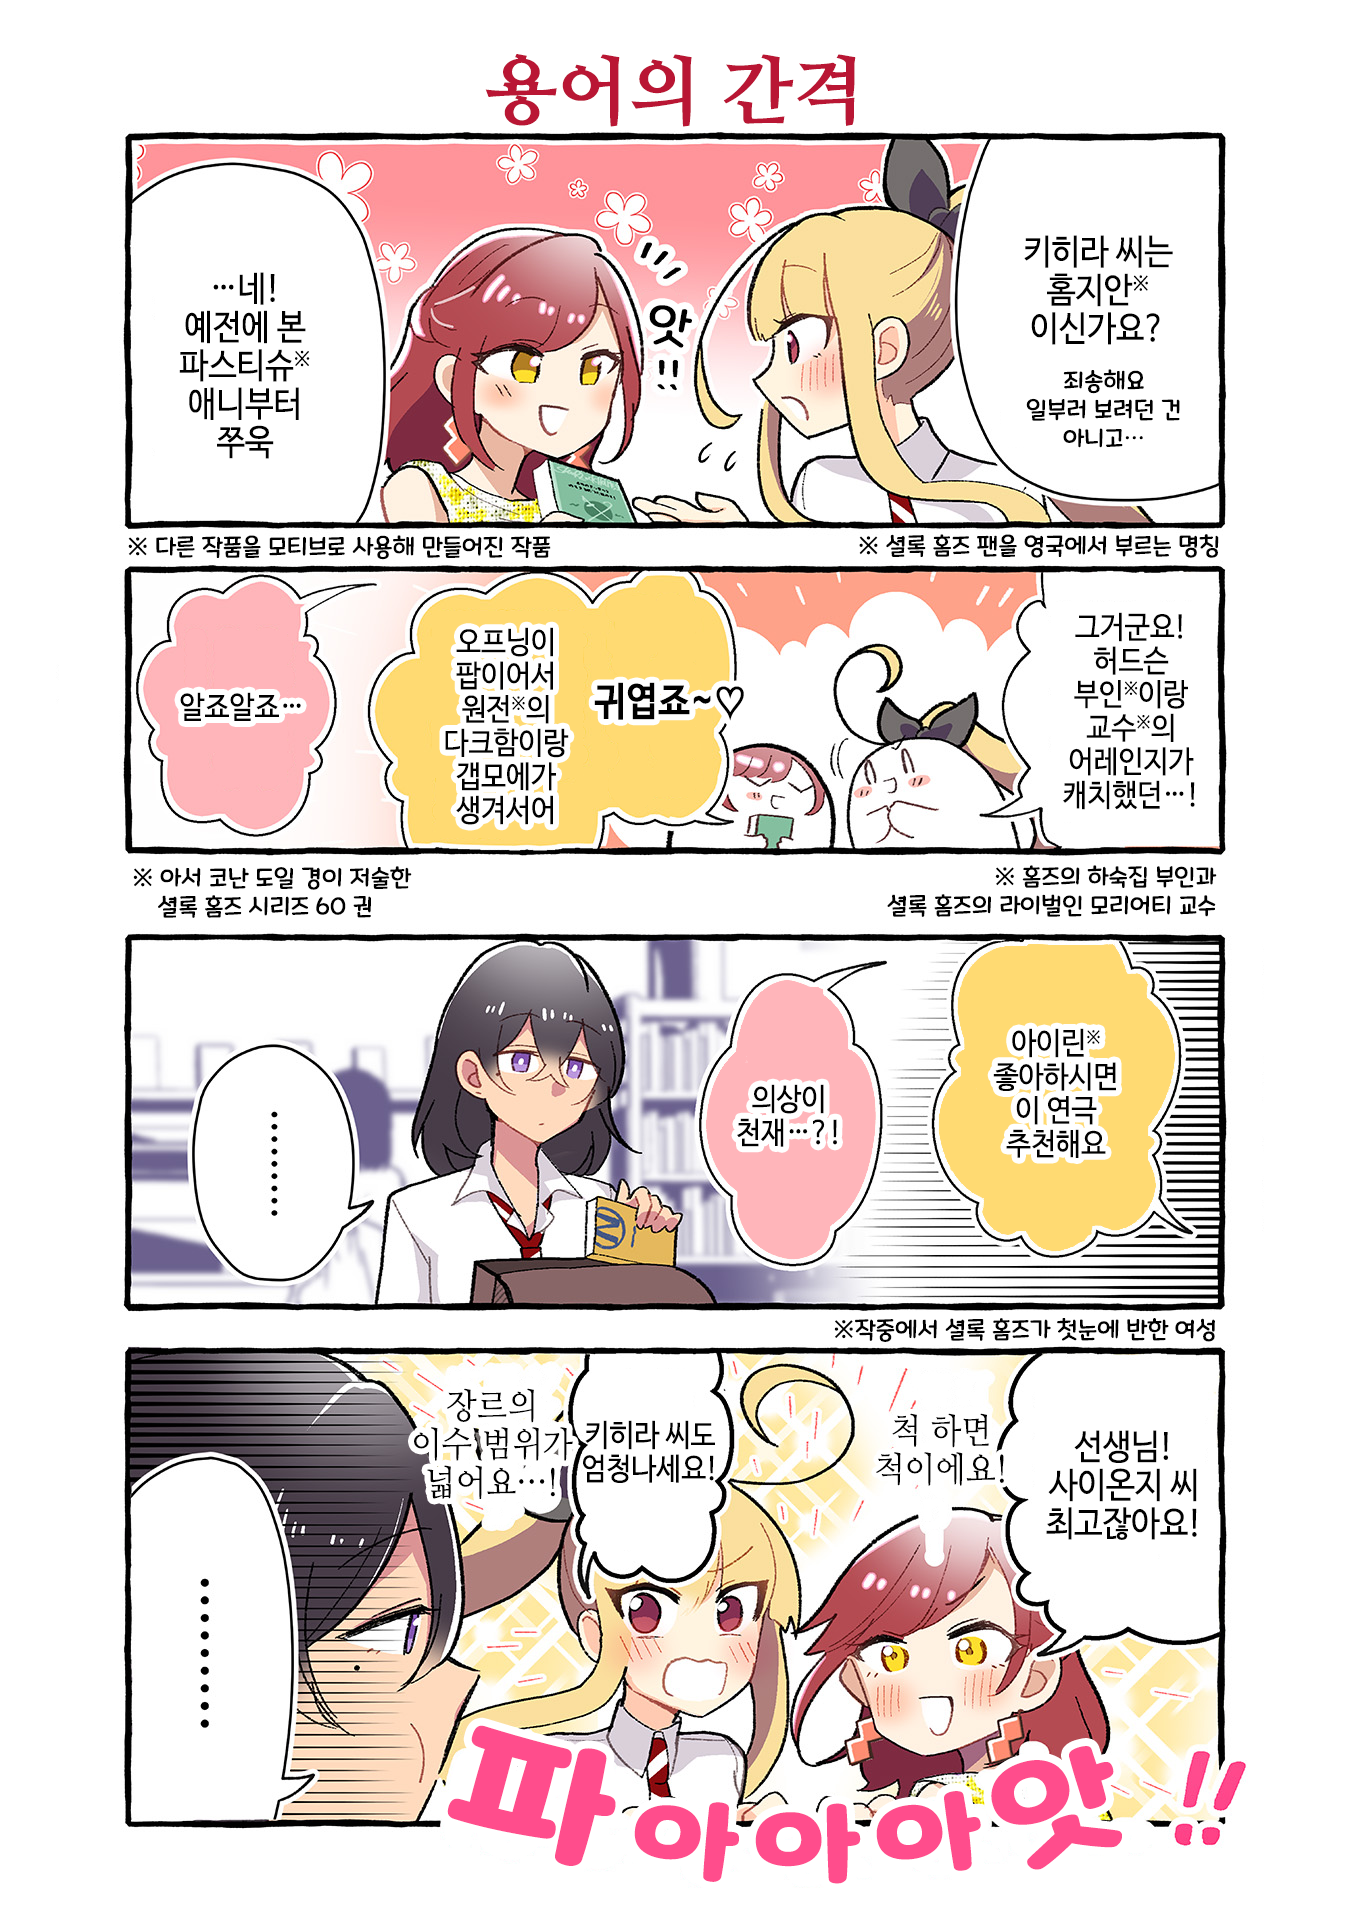 용어의 간격
키히라 씨는
홈지안※
이신가요?
죄송해요
일부러 보려던 건
아니고…
앗!!
…네!
예전에 본
파스티슈※
애니부터
쭈욱
※ 셜록 홈즈 팬을 영국에서 부르는 명칭
※ 다른 작품을 모티브로 사용해 만들어진 작품
그거군요!
허드슨
부인※이랑
교수※의
어레인지가
캐치했던…!
귀엽죠~♡
오프닝이
팝이어서
원전※의
다크함이랑
갭모에가
생겨서어
알죠알죠…
※ 홈즈의 하숙집 부인과
셜록 홈즈의 라이벌인 모리어티 교수
※ 아서 코난 도일 경이 저술한
셜록 홈즈 시리즈 60 권
아이린※
좋아하시면
이 연극
추천해요
의상이
천재…?!
………
※작중에서 셜록 홈즈가 첫눈에 반한 여성
선생님!
사이온지 씨
최고잖아요!
척 하면
척이에요!
키히라 씨도
엄청나세요!
장르의
이수 범위가
넓어요…!
…………
파아아아앗!!